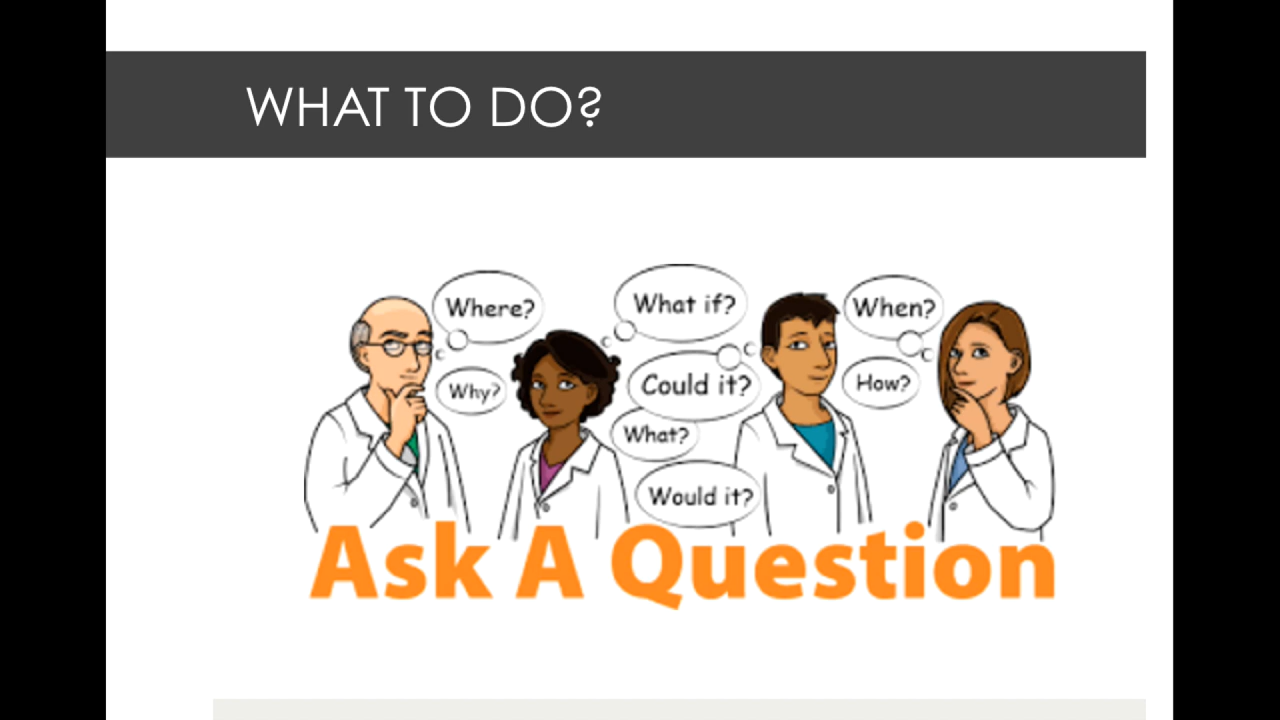 WHAT TO DO?
Where?
What if?
When?
Why?
Could it?
How?
What?
Would it?
Ask A Question